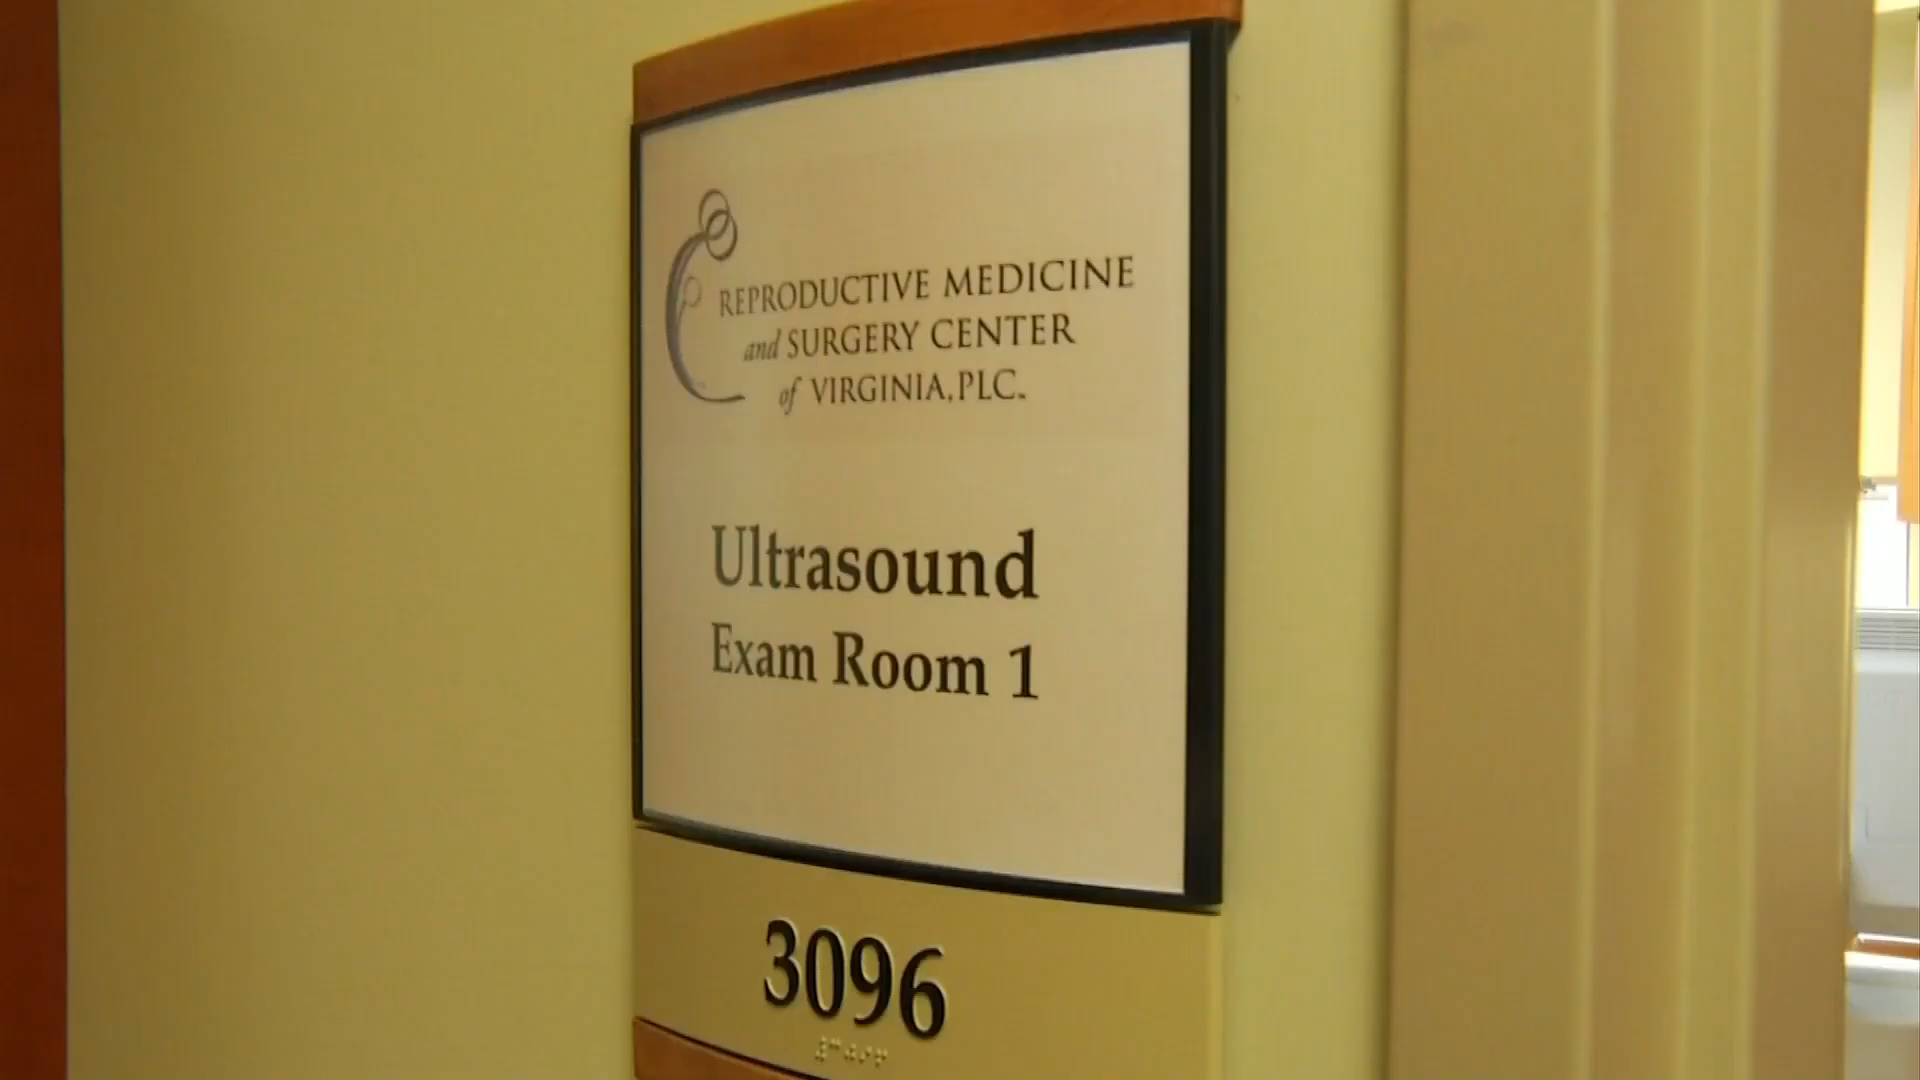 REPRODUCTIVE MEDICINE
and SURGERY CENTER
of VIRGINIA, PLC.
Ultrasound
Exam Room 1
3096